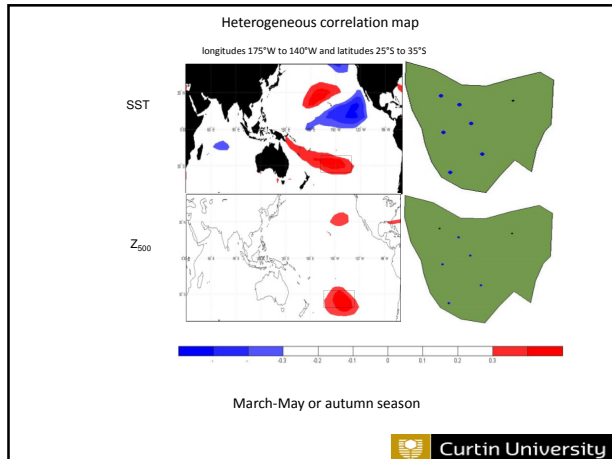 Heterogeneous correlation map
longitudes 175°W to 140°W and latitudes 25°S to 35°S
SST
Z500
-0.3 -0.2 -0.1 0 0.1 0.2 0.3
March-May or autumn season
Curtin University